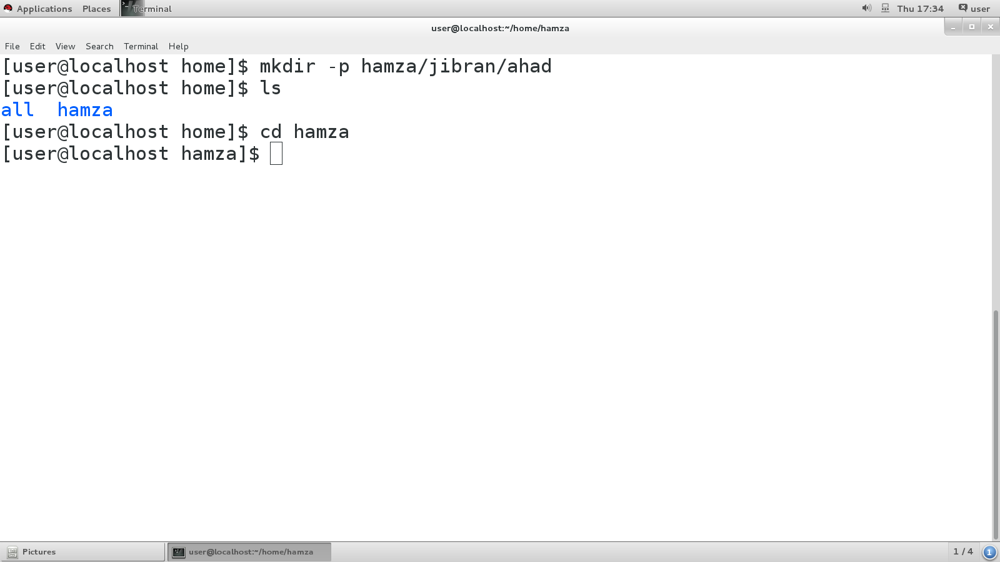 Applications Places Terminal Thu 17:34 user
user@localhost:~/home/hamza
File Edit View Search Terminal Help
[user@localhost home]$ mkdir -p hamza/jibran/ahad
[user@localhost home]$ ls
all hamza
[user@localhost home]$ cd hamza
[user@localhost hamza]$
Pictures user@localhost:~/home/hamza 1 / 4 1